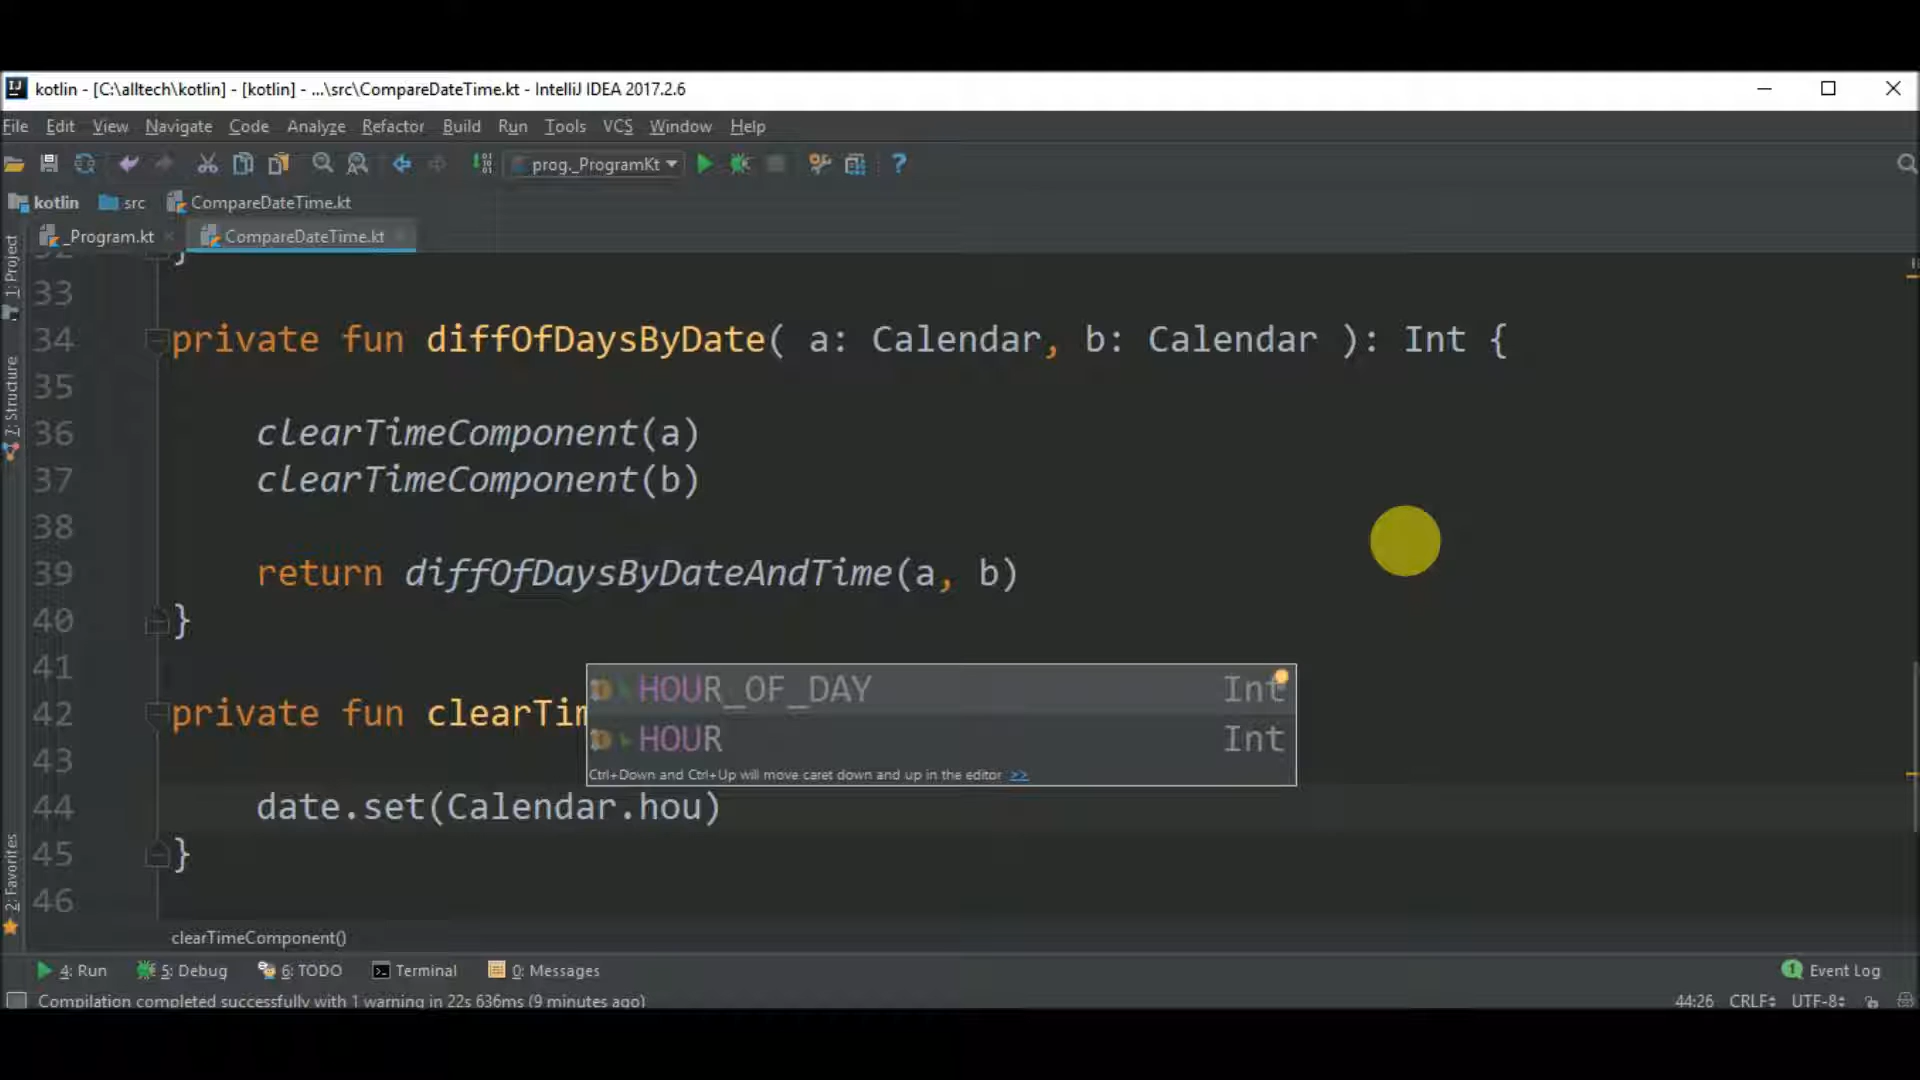 kotlin - [C:\alltech\kotlin] - [kotlin] - ...\src\CompareDateTime.kt - IntelliJ IDEA 2017.2.6
File Edit View Navigate Code Analyze Refactor Build Run Tools VCS Window Help
prog._ProgramKt
kotlin src CompareDateTime.kt
_Program.kt CompareDateTime.kt
1: Project
7: Structure
2: Favorites
32 }
33
34 private fun diffOfDaysByDate( a: Calendar, b: Calendar ): Int {
35
36 clearTimeComponent(a)
37 clearTimeComponent(b)
38
39 return diffOfDaysByDateAndTime(a, b)
40 }
41
HOUR_OF_DAY Int
42 private fun clearTim
HOUR Int
43
Ctrl+Down and Ctrl+Up will move caret down and up in the editor >>
44 date.set(Calendar.hou)
45 }
46
clearTimeComponent()
4: Run 5: Debug 6: TODO Terminal 0: Messages 1 Event Log
Compilation completed successfully with 1 warning in 22s 636ms (9 minutes ago) 44:26 CRLF UTF-8